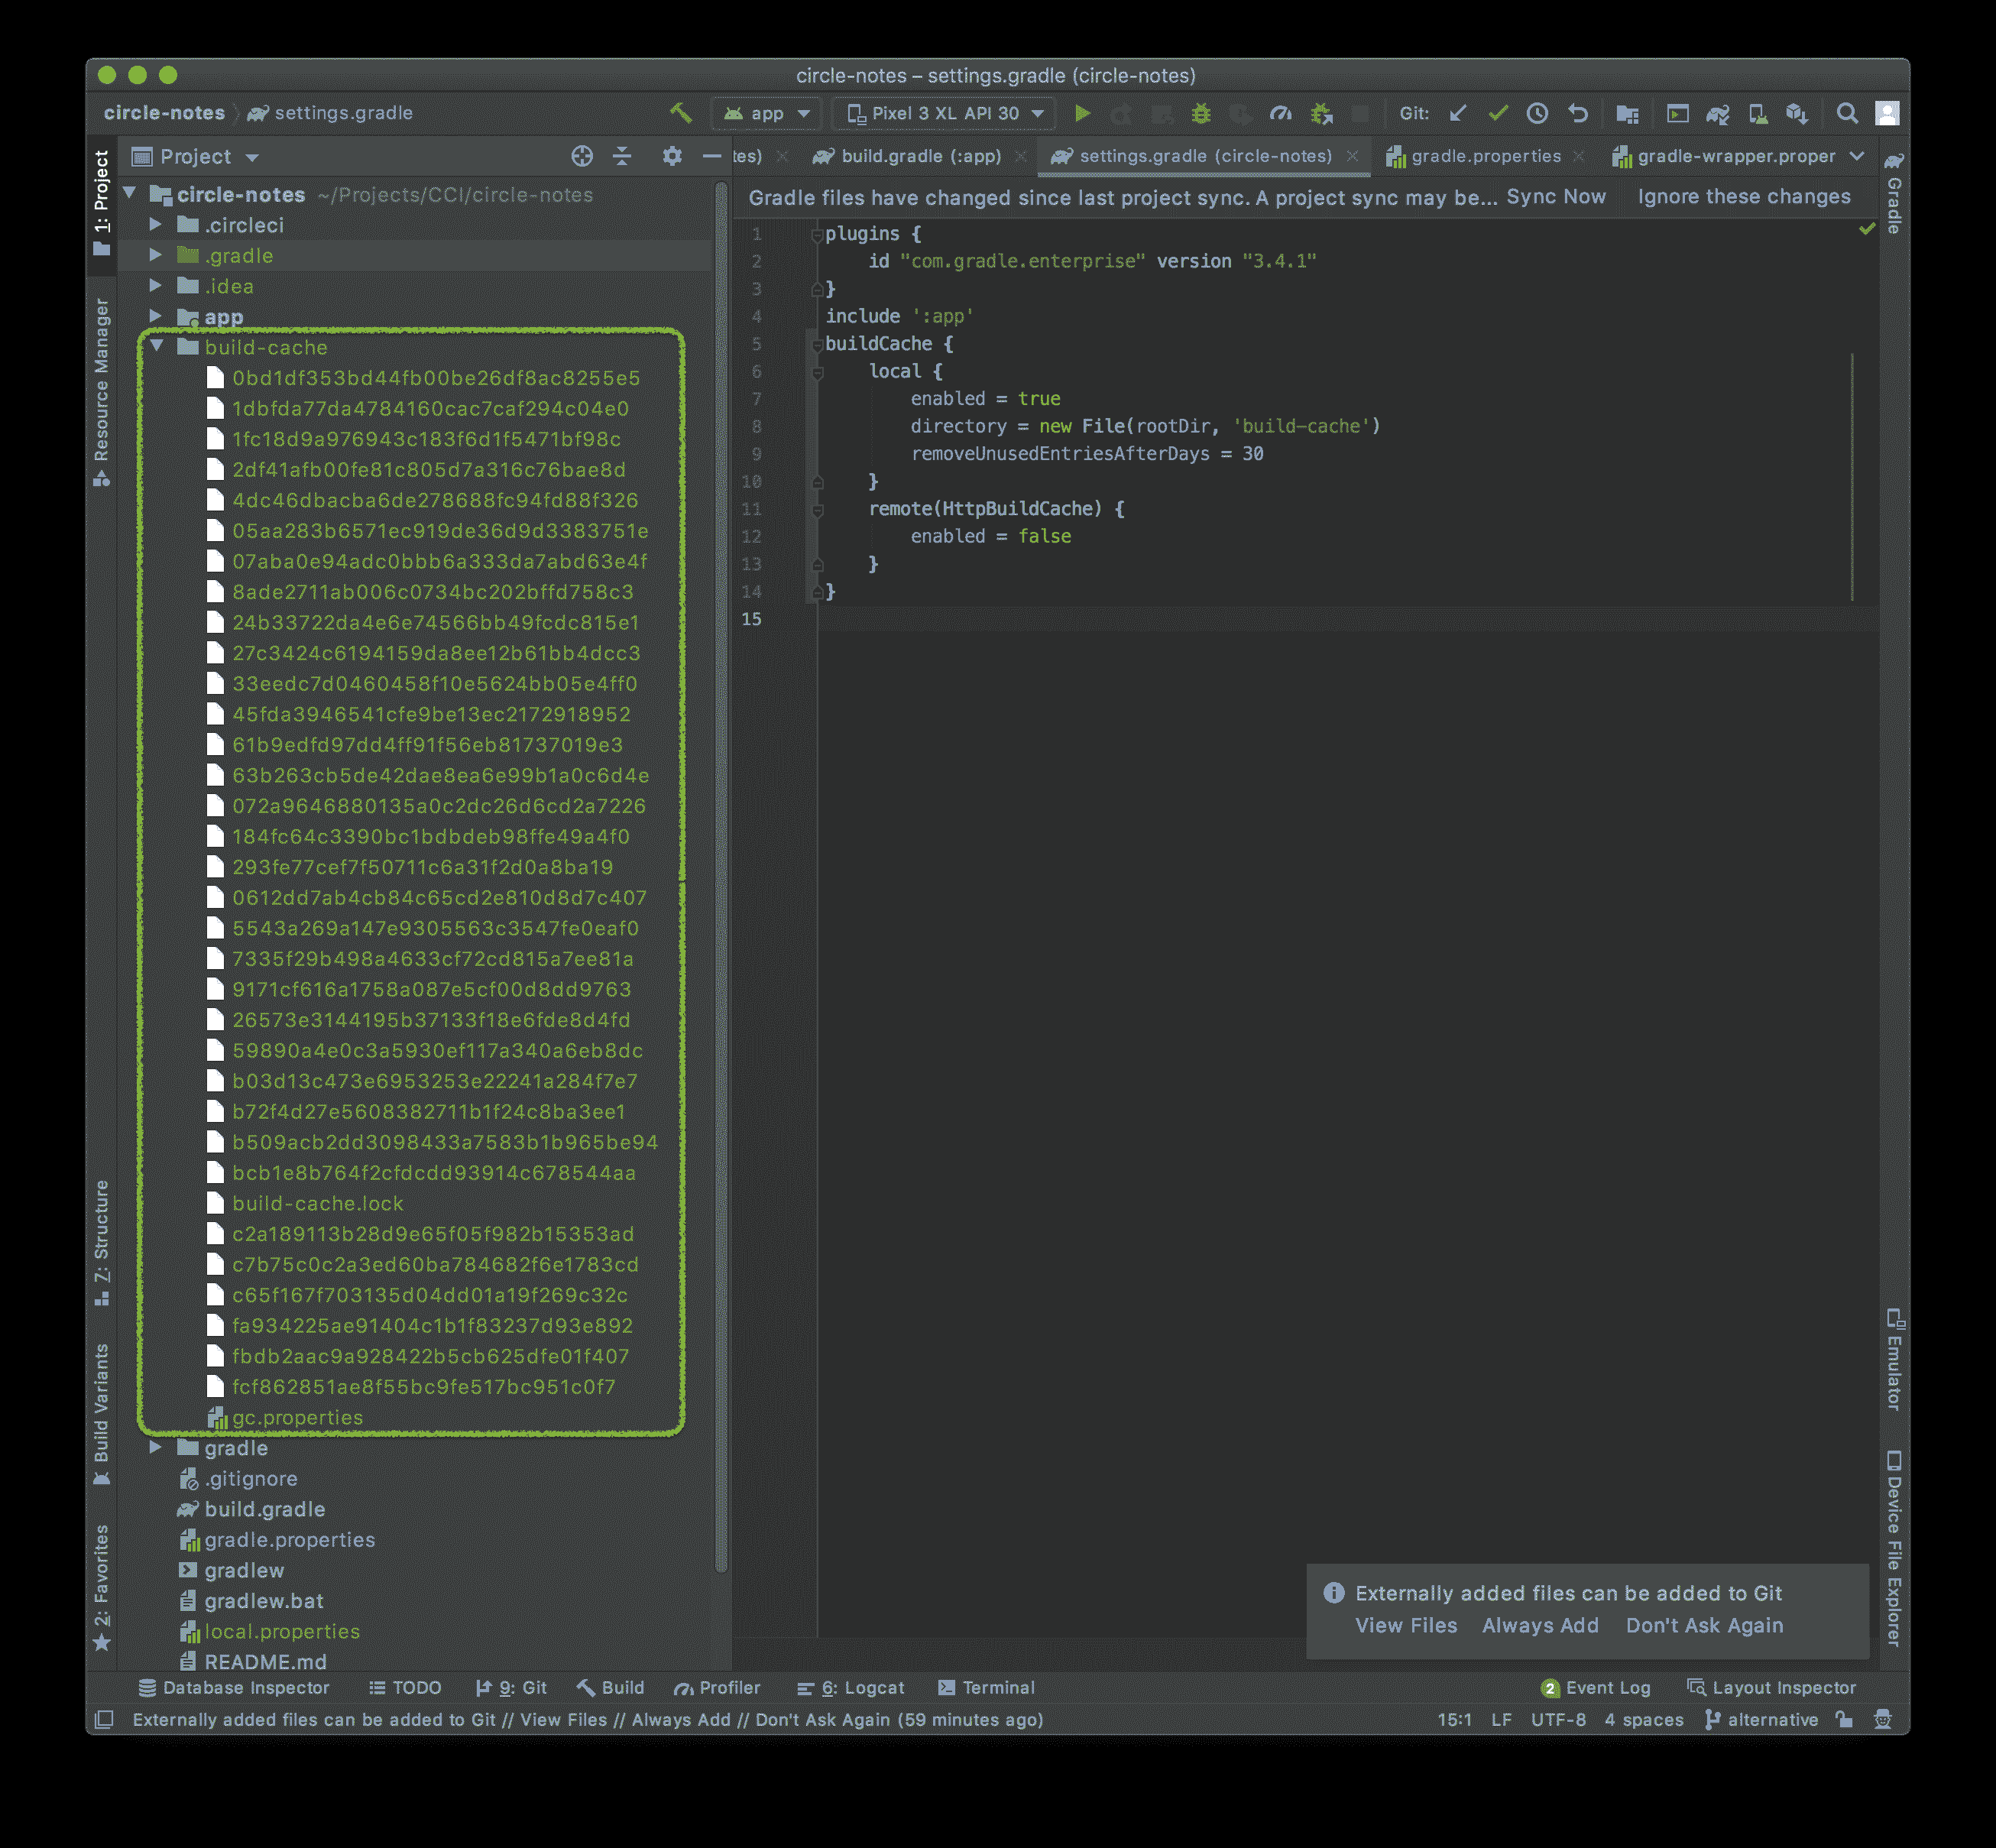 circle-notes – settings.gradle (circle-notes)
circle-notes settings.gradle app Pixel 3 XL API 30 Git:
1: Project
Resource Manager
Z: Structure
Build Variants
2: Favorites
Project
circle-notes ~/Projects/CCI/circle-notes
.circleci
.gradle
.idea
app
build-cache
0bd1df353bd44fb00be26df8ac8255e5
1dbfda77da4784160cac7caf294c04e0
1fc18d9a976943c183f6d1f5471bf98c
2df41afb00fe81c805d7a316c76bae8d
4dc46dbacba6de278688fc94fd88f326
05aa283b6571ec919de36d9d3383751e
07aba0e94adc0bbb6a333da7abd63e4f
8ade2711ab006c0734bc202bffd758c3
24b33722da4e6e74566bb49fcdc815e1
27c3424c6194159da8ee12b61bb4dcc3
33eedc7d0460458f10e5624bb05e4ff0
45fda3946541cfe9be13ec2172918952
61b9edfd97dd4ff91f56eb81737019e3
63b263cb5de42dae8ea6e99b1a0c6d4e
072a9646880135a0c2dc26d6cd2a7226
184fc64c3390bc1bdbdeb98ffe49a4f0
293fe77cef7f50711c6a31f2d0a8ba19
0612dd7ab4cb84c65cd2e810d8d7c407
5543a269a147e9305563c3547fe0eaf0
7335f29b498a4633cf72cd815a7ee81a
9171cf616a1758a087e5cf00d8dd9763
26573e3144195b37133f18e6fde8d4fd
59890a4e0c3a5930ef117a340a6eb8dc
b03d13c473e6953253e22241a284f7e7
b72f4d27e5608382711b1f24c8ba3ee1
b509acb2dd3098433a7583b1b965be94
bcb1e8b764f2cfdcdd93914c678544aa
build-cache.lock
c2a189113b28d9e65f05f982b15353ad
c7b75c0c2a3ed60ba784682f6e1783cd
c65f167f703135d04dd01a19f269c32c
fa934225ae91404c1b1f83237d93e892
fbdb2aac9a928422b5cb625dfe01f407
fcf862851ae8f55bc9fe517bc951c0f7
gc.properties
gradle
.gitignore
build.gradle
gradle.properties
gradlew
gradlew.bat
local.properties
README.md
tes) build.gradle (:app) settings.gradle (circle-notes) gradle.properties gradle-wrapper.proper
Gradle files have changed since last project sync. A project sync may be... Sync Now Ignore these changes
1 plugins {
2 id "com.gradle.enterprise" version "3.4.1"
3 }
4 include ':app'
5 buildCache {
6 local {
7 enabled = true
8 directory = new File(rootDir, 'build-cache')
9 removeUnusedEntriesAfterDays = 30
10 }
11 remote(HttpBuildCache) {
12 enabled = false
13 }
14 }
15
Gradle
Emulator
Device File Explorer
Externally added files can be added to Git
View Files Always Add Don't Ask Again
Database Inspector TODO 9: Git Build Profiler 6: Logcat Terminal 2 Event Log Layout Inspector
Externally added files can be added to Git // View Files // Always Add // Don't Ask Again (59 minutes ago) 15:1 LF UTF-8 4 spaces alternative